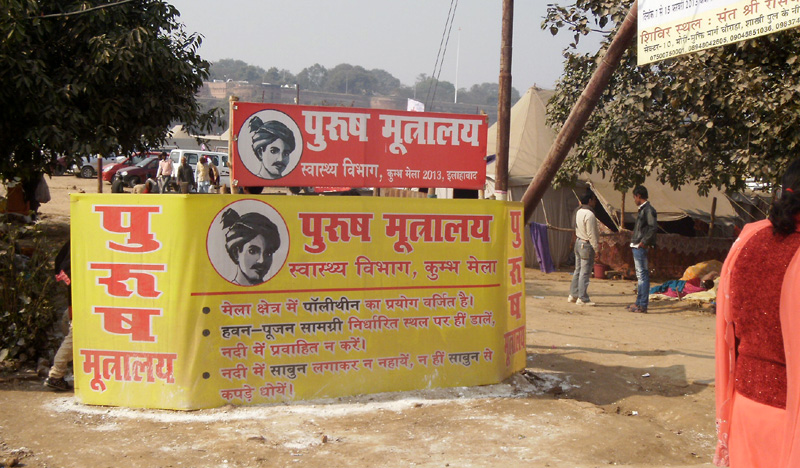 शिविर स्थल : संत श्री
पुरुष मूत्रालय
स्वास्थ्य विभाग, कुम्भ मेला 2013, इलाहाबाद
पुरुष मूत्रालय
स्वास्थ्य विभाग, कुम्भ मेला
• मेला क्षेत्र में पॉलीथीन का प्रयोग वर्जित है।
• हवन-पूजन सामग्री निर्धारित स्थल पर हीं डालें,
नदी में प्रवाहित न करें।
• नदी में साबुन लगाकर न नहायें, न हीं साबुन से
कपड़े धोयें।
पु
रू
ष
मूत्रालय
पु
रू
ष
मूत्रालय